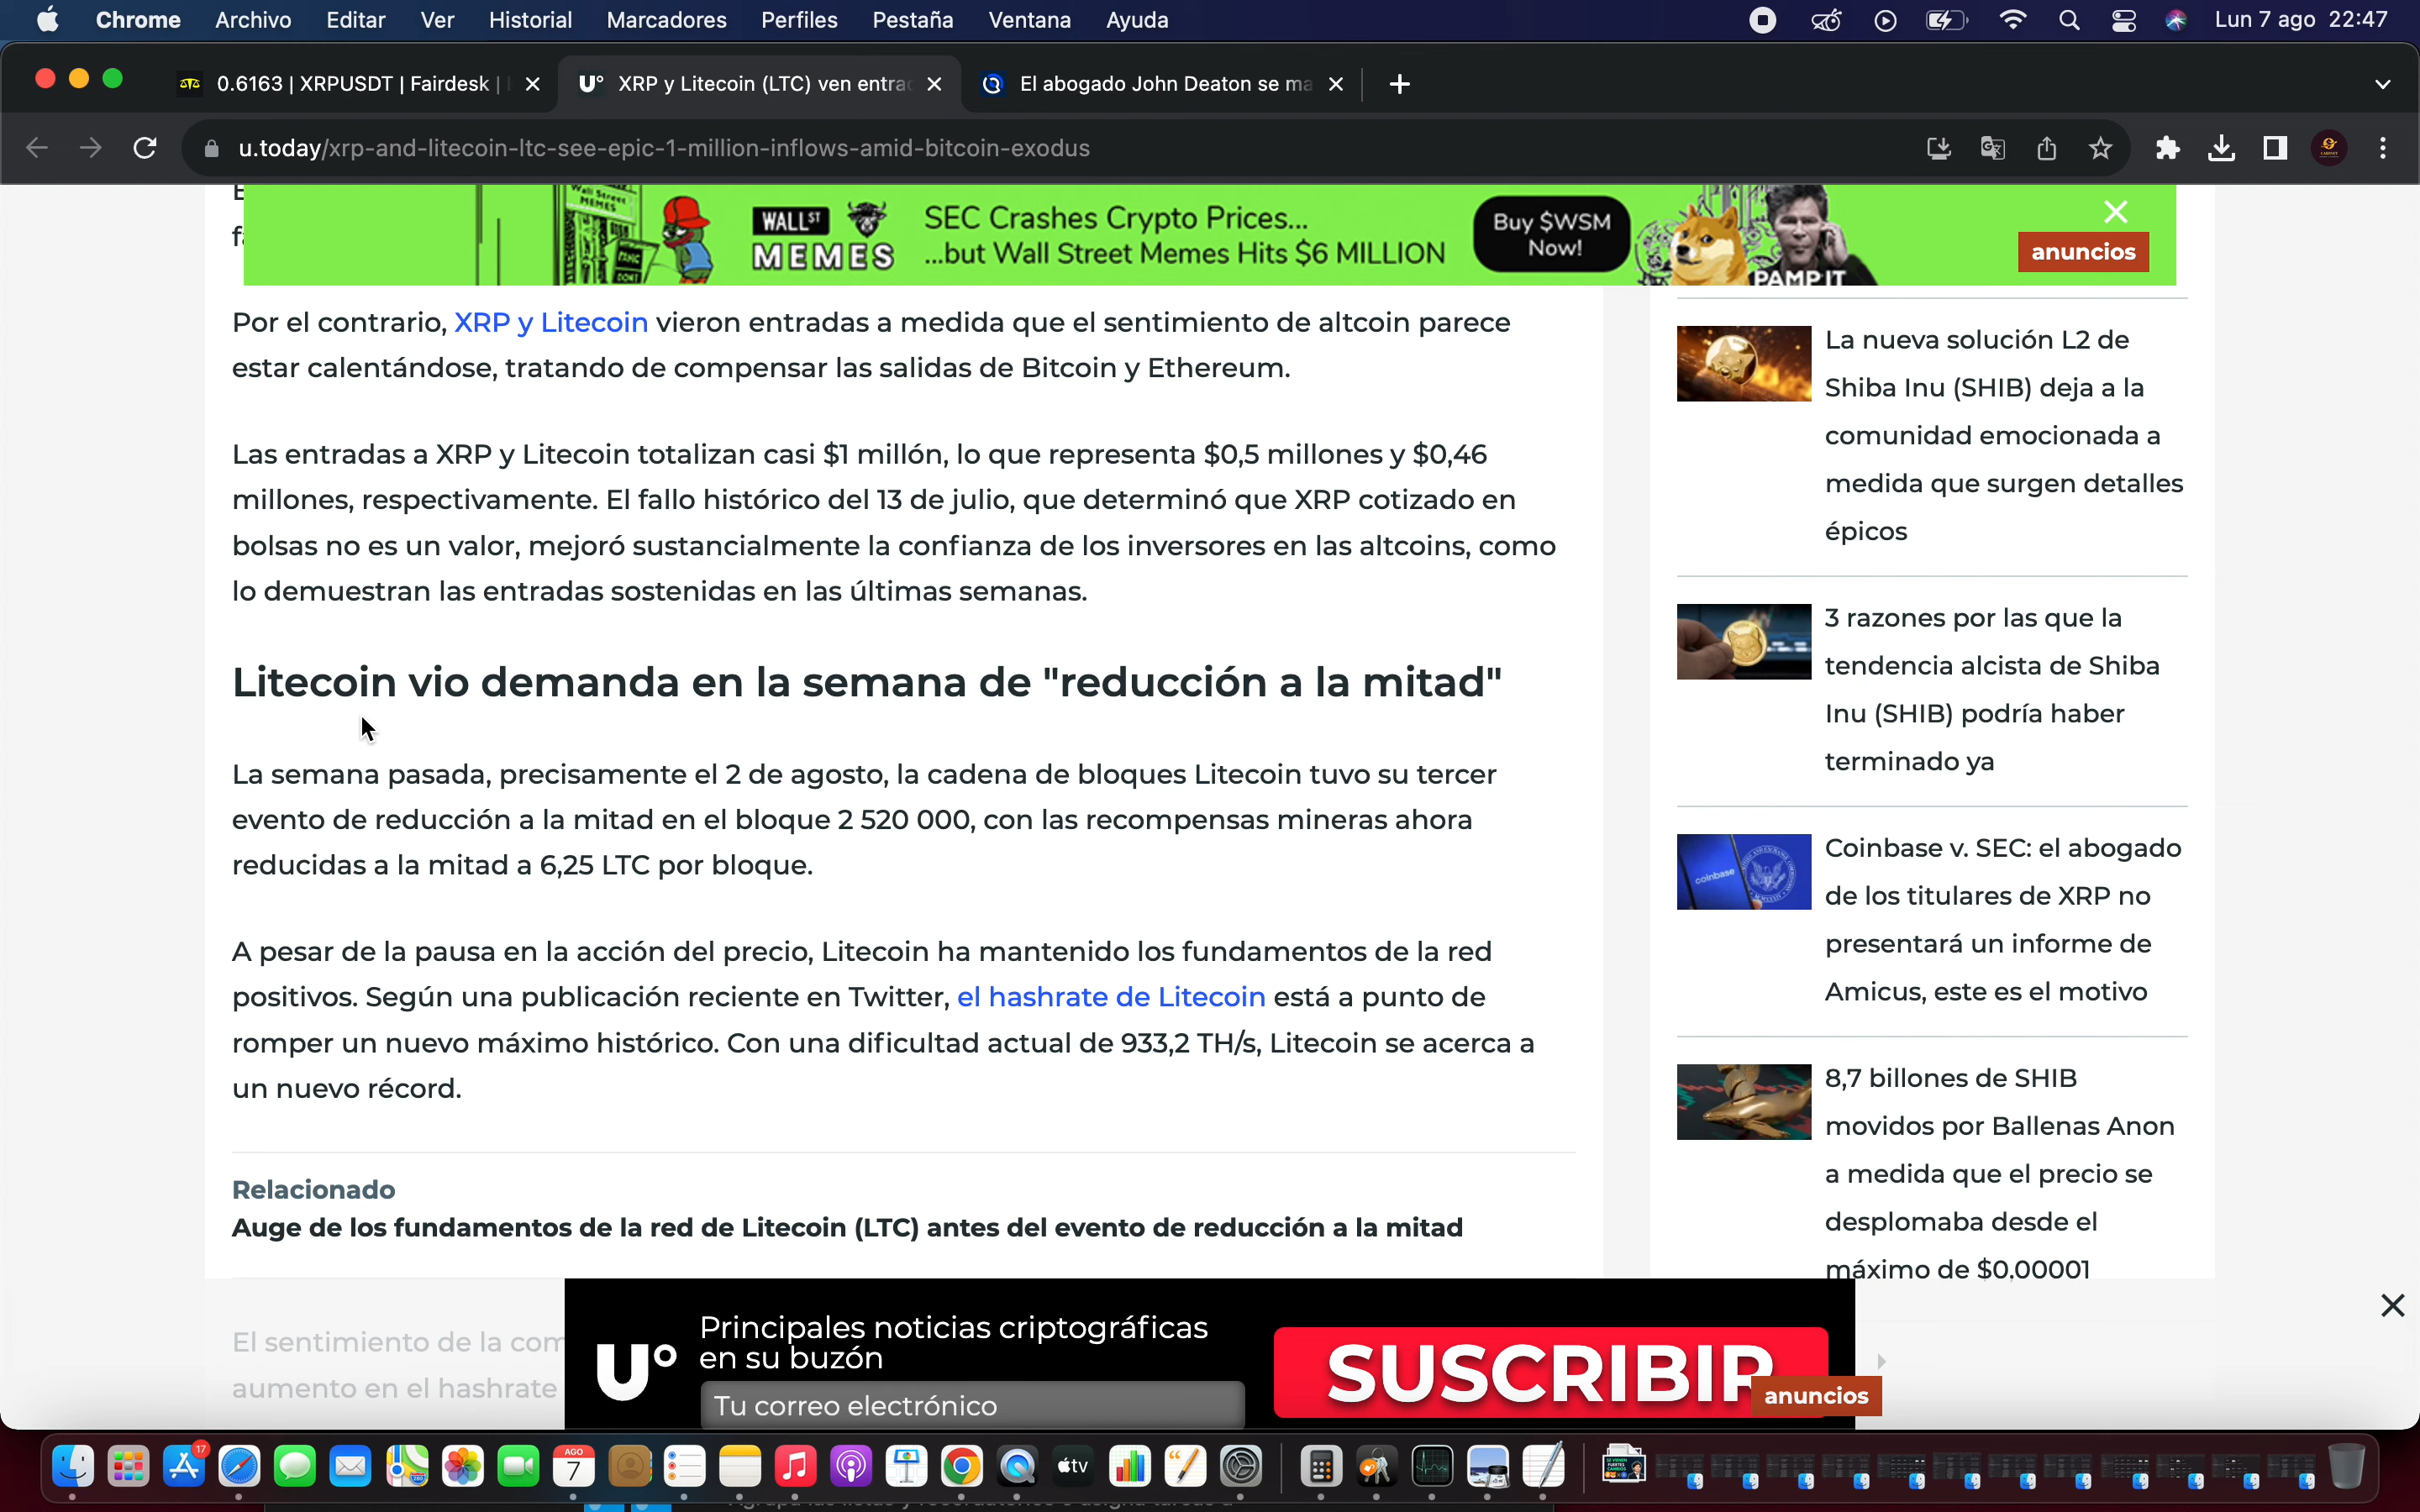 Chrome Archivo Editar Ver Historial Marcadores Perfiles Pestaña Ventana Ayuda Lun 7 ago 22:47
0.6163 | XRPUSDT | Fairdesk |
U° XRP y Litecoin (LTC) ven
El abogado John Deaton se
u.today/xrp-and-litecoin-ltc-see-epic-1-million-inflows-amid-bitcoin-exodus
WALL ST MEMES
SEC Crashes Crypto Prices...
...but Wall Street Memes Hits $6 MILLION
Buy $WSM
Now!
PAMP IT
anuncios
Por el contrario, XRP y Litecoin vieron entradas a medida que el sentimiento de altcoin parece
estar calentándose, tratando de compensar las salidas de Bitcoin y Ethereum.
Las entradas a XRP y Litecoin totalizan casi $1 millón, lo que representa $0,5 millones y $0,46
millones, respectivamente. El fallo histórico del 13 de julio, que determinó que XRP cotizado en
bolsas no es un valor, mejoró sustancialmente la confianza de los inversores en las altcoins, como
lo demuestran las entradas sostenidas en las últimas semanas.
Litecoin vio demanda en la semana de "reducción a la mitad"
La semana pasada, precisamente el 2 de agosto, la cadena de bloques Litecoin tuvo su tercer
evento de reducción a la mitad en el bloque 2 520 000, con las recompensas mineras ahora
reducidas a la mitad a 6,25 LTC por bloque.
A pesar de la pausa en la acción del precio, Litecoin ha mantenido los fundamentos de la red
positivos. Según una publicación reciente en Twitter, el hashrate de Litecoin está a punto de
romper un nuevo máximo histórico. Con una dificultad actual de 933,2 TH/s, Litecoin se acerca a
un nuevo récord.
Relacionado
Auge de los fundamentos de la red de Litecoin (LTC) antes del evento de reducción a la mitad
El sentimiento de la
aumento en el hashrate
La nueva solución L2 de
Shiba Inu (SHIB) deja a la
comunidad emocionada a
medida que surgen detalles
épicos
3 razones por las que la
tendencia alcista de Shiba
Inu (SHIB) podría haber
terminado ya
coinbase
Coinbase v. SEC: el abogado
de los titulares de XRP no
presentará un informe de
Amicus, este es el motivo
8,7 billones de SHIB
movidos por Ballenas Anon
a medida que el precio se
desplomaba desde el
máximo de $0,00001
U°
Principales noticias criptográficas
en su buzón
Tu correo electrónico
SUSCRIBIR
anuncios
17
AGO
7
tv